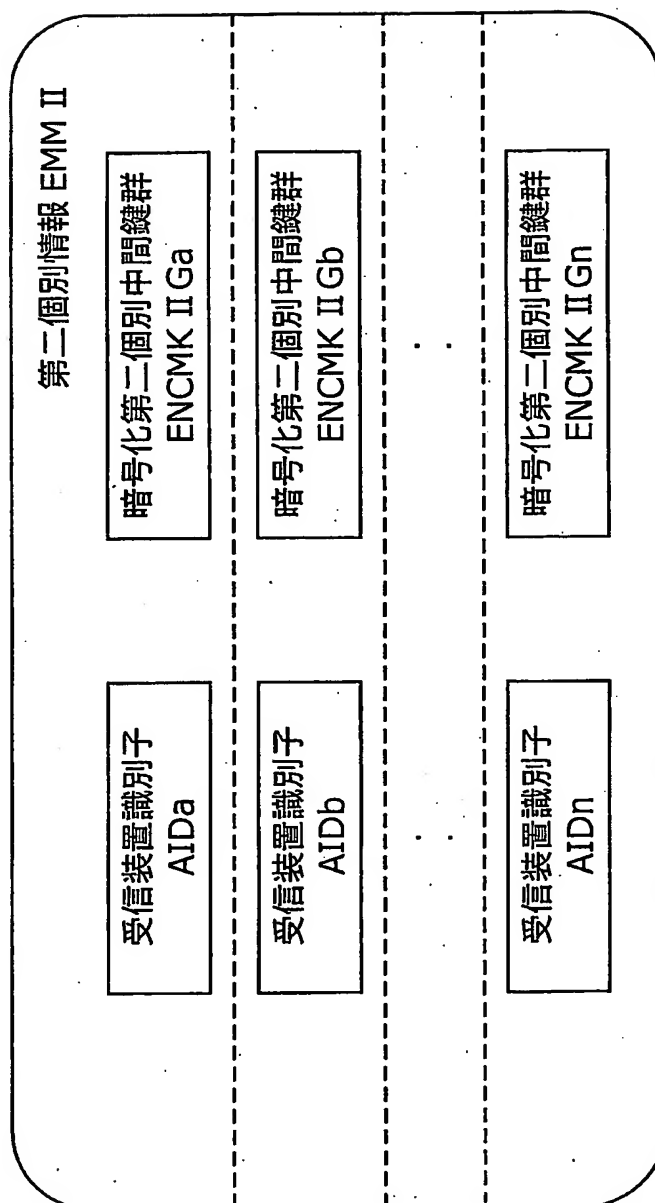 第二個別情報 EMM II
受信装置識別子
AIDa
暗号化第二個別中間鍵群
ENCMK II Ga
受信装置識別子
AIDb
暗号化第二個別中間鍵群
ENCMK II Gb
受信装置識別子
AIDn
暗号化第二個別中間鍵群
ENCMK II Gn